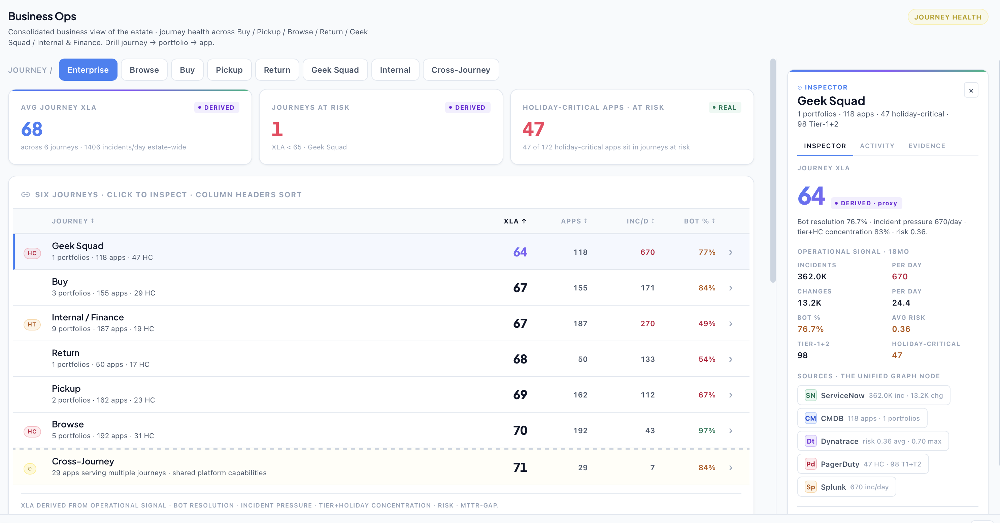 Business Ops
Consolidated business view of the estate · journey health across Buy / Pickup / Browse / Return / Geek
Squad / Internal & Finance. Drill journey → portfolio → app.
JOURNEY HEALTH
JOURNEY /
Enterprise
Browse
Buy
Pickup
Return
Geek Squad
Internal
Cross-Journey
AVG JOURNEY XLA
DERIVED
68
across 6 journeys · 1406 incidents/day estate-wide
JOURNEYS AT RISK
DERIVED
1
XLA < 65 · Geek Squad
HOLIDAY-CRITICAL APPS · AT RISK
REAL
47
47 of 172 holiday-critical apps sit in journeys at risk
SIX JOURNEYS · CLICK TO INSPECT · COLUMN HEADERS SORT
JOURNEY ↕ XLA ↑ APPS ↕ INC/D ↕ BOT % ↕
HC
Geek Squad
1 portfolios · 118 apps · 47 HC
64 118 670 77% ›
Buy
3 portfolios · 155 apps · 29 HC
67 155 171 84% ›
HT
Internal / Finance
9 portfolios · 187 apps · 19 HC
67 187 270 49% ›
Return
1 portfolios · 50 apps · 17 HC
68 50 133 54% ›
Pickup
2 portfolios · 162 apps · 23 HC
69 162 112 67% ›
HC
Browse
5 portfolios · 192 apps · 31 HC
70 192 43 97% ›
Cross-Journey
29 apps serving multiple journeys · shared platform capabilities
71 29 7 84% ›
XLA DERIVED FROM OPERATIONAL SIGNAL · BOT RESOLUTION · INCIDENT PRESSURE · TIER+HOLIDAY CONCENTRATION · RISK · MTTR-GAP.
⊙ INSPECTOR
×
Geek Squad
1 portfolios · 118 apps · 47 holiday-critical ·
98 Tier-1+2
INSPECTOR ACTIVITY EVIDENCE
JOURNEY XLA
64
DERIVED · proxy
Bot resolution 76.7% · incident pressure 670/day ·
tier+HC concentration 83% · risk 0.36.
OPERATIONAL SIGNAL · 18MO
INCIDENTS PER DAY
362.0K 670
CHANGES PER DAY
13.2K 24.4
BOT % AVG RISK
76.7% 0.36
TIER-1+2 HOLIDAY-CRITICAL
98 47
SOURCES · THE UNIFIED GRAPH NODE
SN ServiceNow 362.0K inc · 13.2K chg
CM CMDB 118 apps · 1 portfolios
Dt Dynatrace risk 0.36 avg · 0.70 max
Pd PagerDuty 47 HC · 98 T1+T2
Sp Splunk 670 inc/day